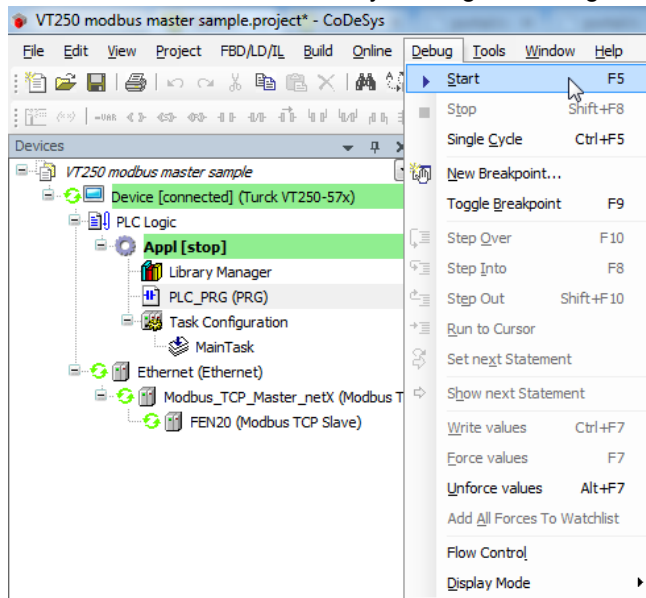 VT250 modbus master sample.project* - CoDeSys
File Edit View Project FBD/LD/IL Build Online Debug Tools Window Help
Devices
VT250 modbus master sample
Device [connected] (Turck VT250-57x)
PLC Logic
Appl [stop]
Library Manager
PLC_PRG (PRG)
Task Configuration
MainTask
Ethernet (Ethernet)
Modbus_TCP_Master_netX (Modbus T
FEN20 (Modbus TCP Slave)
Start F5
Stop Shift+F8
Single Cycle Ctrl+F5
New Breakpoint...
Toggle Breakpoint F9
Step Over F10
Step Into F8
Step Out Shift+F10
Run to Cursor
Set next Statement
Show next Statement
Write values Ctrl+F7
Force values F7
Unforce values Alt+F7
Add All Forces To Watchlist
Flow Control
Display Mode